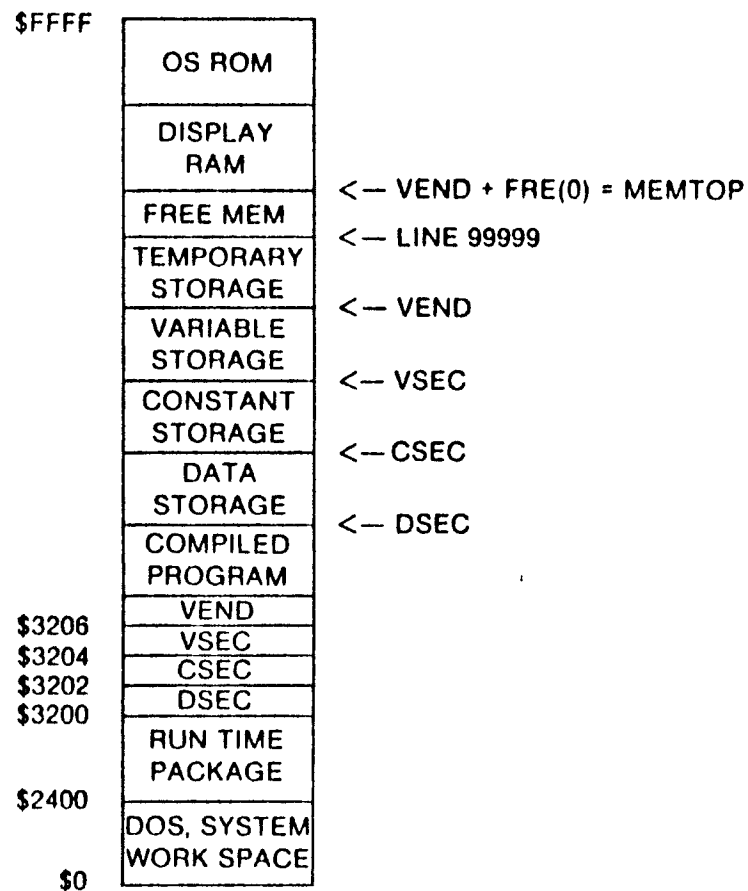 $FFFF
OS ROM
DISPLAY
RAM
<— VEND + FRE(0) = MEMTOP
FREE MEM
<— LINE 99999
TEMPORARY
STORAGE
<— VEND
VARIABLE
STORAGE
<— VSEC
CONSTANT
STORAGE
<— CSEC
DATA
STORAGE
<— DSEC
COMPILED
PROGRAM
VEND
$3206
VSEC
$3204
CSEC
$3202
DSEC
$3200
RUN TIME
PACKAGE
$2400
DOS, SYSTEM
WORK SPACE
$0